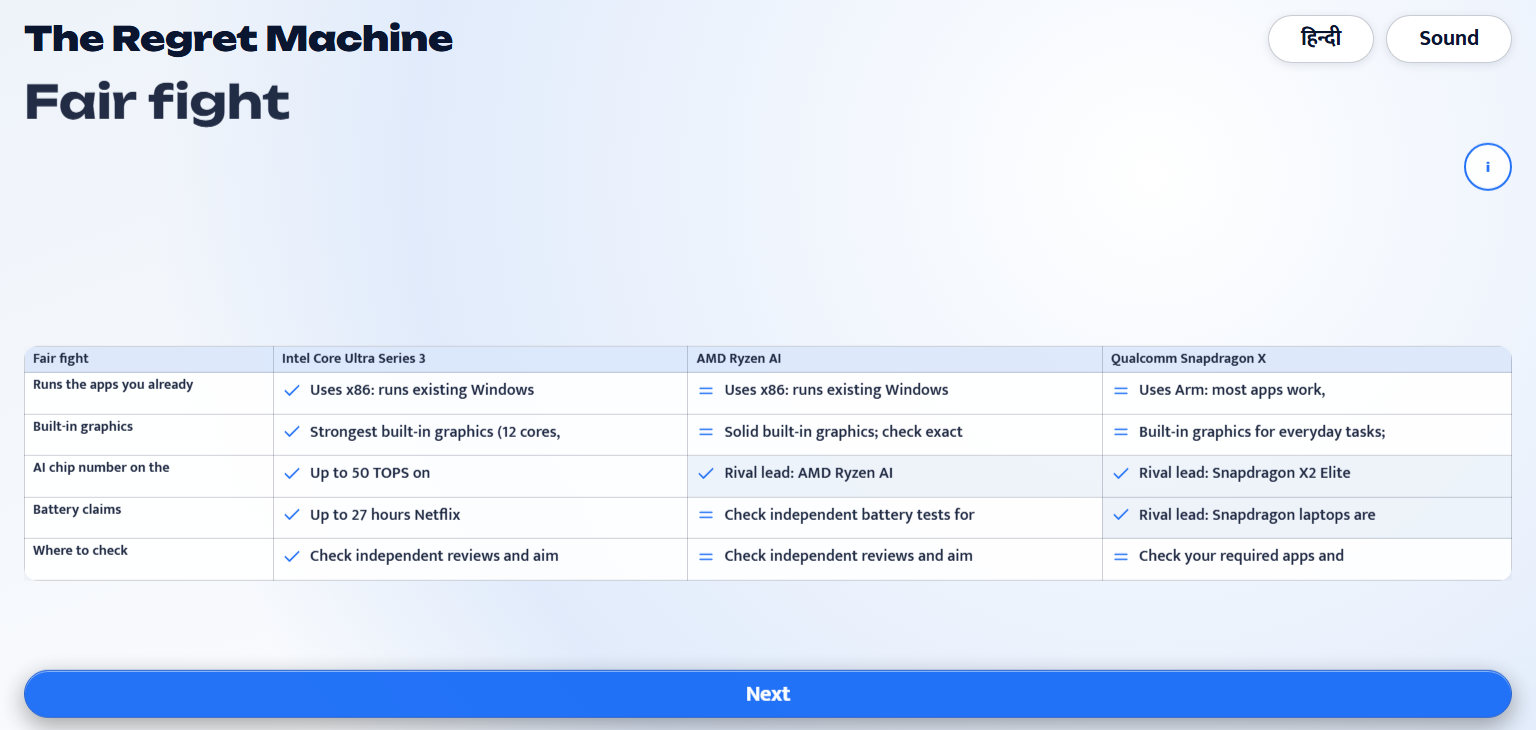 The Regret Machine
हिन्दी
Sound
Fair fight
i
Fair fight
Intel Core Ultra Series 3
AMD Ryzen AI
Qualcomm Snapdragon X
Runs the apps you already
Uses x86: runs existing Windows
Uses x86: runs existing Windows
Uses Arm: most apps work,
Built-in graphics
Strongest built-in graphics (12 cores,
Solid built-in graphics; check exact
Built-in graphics for everyday tasks;
AI chip number on the
Up to 50 TOPS on
Rival lead: AMD Ryzen AI
Rival lead: Snapdragon X2 Elite
Battery claims
Up to 27 hours Netflix
Check independent battery tests for
Rival lead: Snapdragon laptops are
Where to check
Check independent reviews and aim
Check independent reviews and aim
Check your required apps and
Next